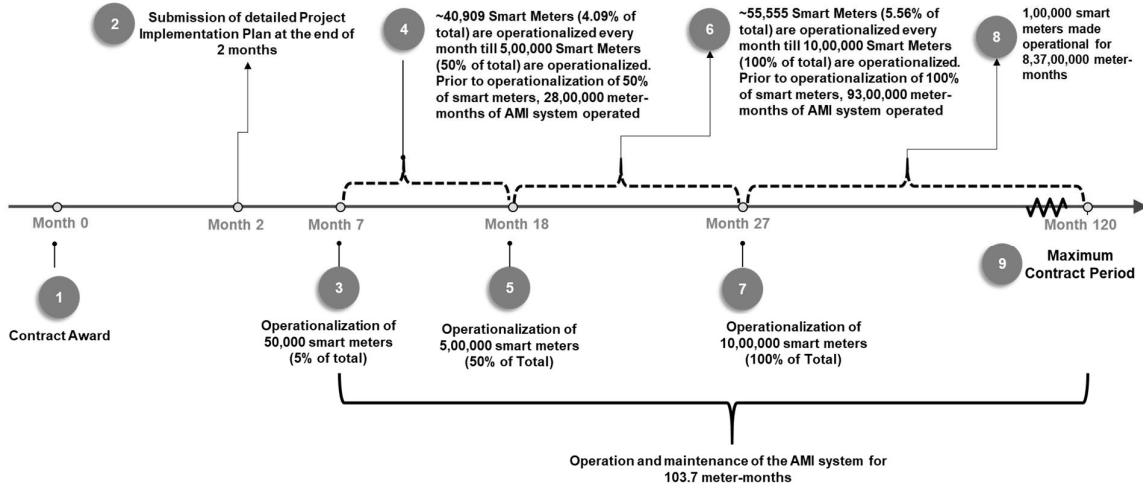 2
Submission of detailed Project
Implementation Plan at the end of
2 months
4
~40,909 Smart Meters (4.09% of
total) are operationalized every
month till 5,00,000 Smart Meters
(50% of total) are operationalized.
Prior to operationalization of 50%
of smart meters, 28,00,000 meter-
months of AMI system operated
6
~55,555 Smart Meters (5.56% of
total) are operationalized every
month till 10,00,000 Smart Meters
(100% of total) are operationalized.
Prior to operationalization of 100%
of smart meters, 93,00,000 meter-
months of AMI system operated
8
1,00,000 smart
meters made
operational for
8,37,00,000 meter-
months
Month 0
Month 2
Month 7
Month 18
Month 27
Month 120
1
Contract Award
3
Operationalization of
50,000 smart meters
(5% of total)
5
Operationalization of
5,00,000 smart meters
(50% of Total)
7
Operationalization of
10,00,000 smart meters
(100% of Total)
9
Maximum
Contract Period
Operation and maintenance of the AMI system for
103.7 meter-months